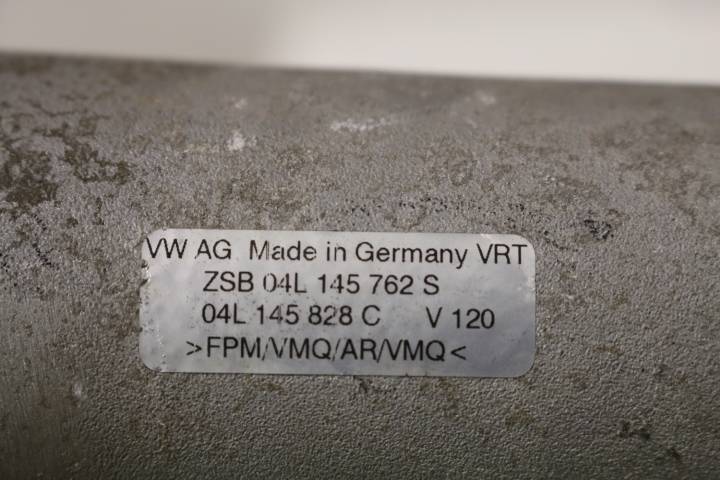 VW AG Made in Germany VRT
ZSB 04L 145 762 S
04L 145 828 C V 120
>FPM/VMQ/AR/VMQ<